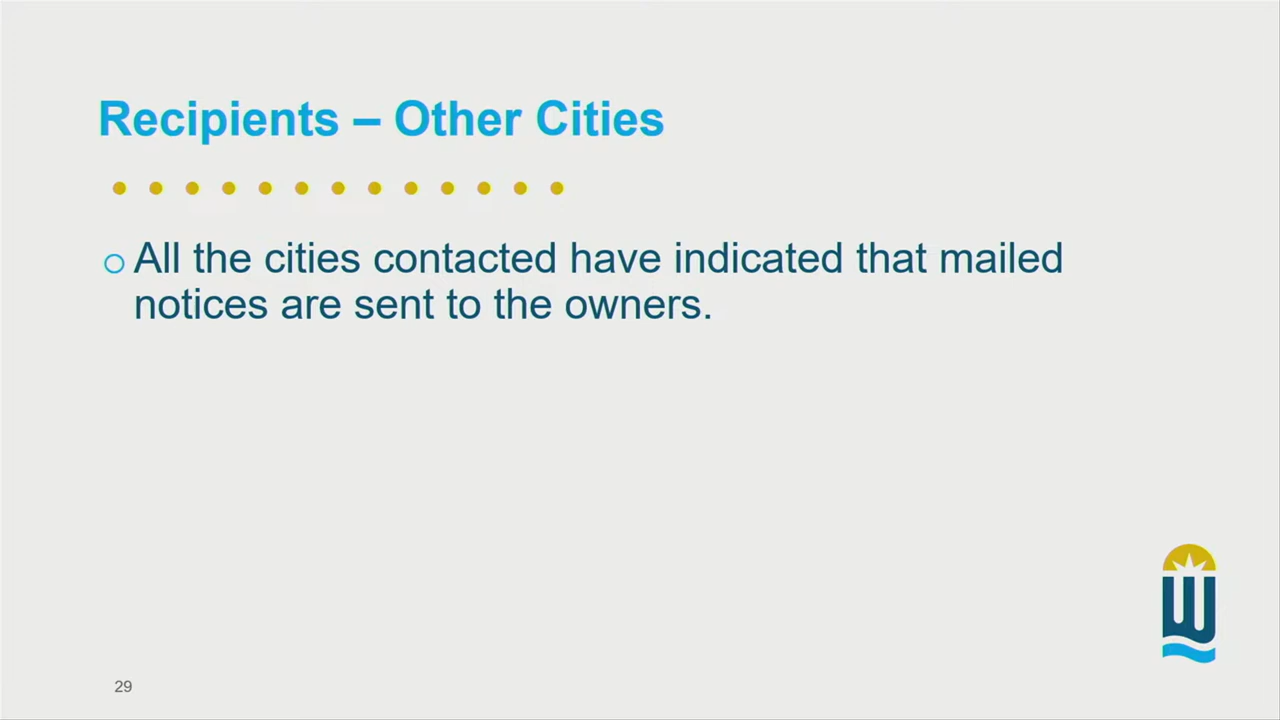 Recipients – Other Cities
All the cities contacted have indicated that mailed
notices are sent to the owners.
29